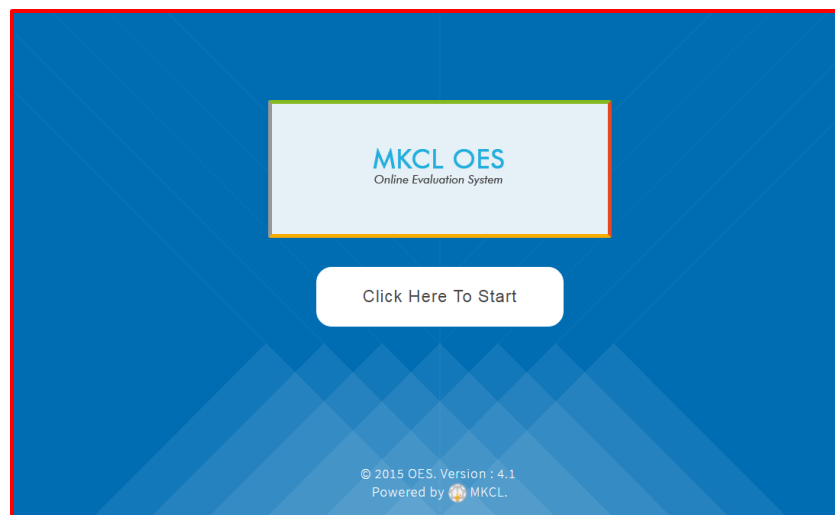 MKCL OES
Online Evaluation System
Click Here To Start
© 2015 OES. Version : 4.1
Powered by MKCL.